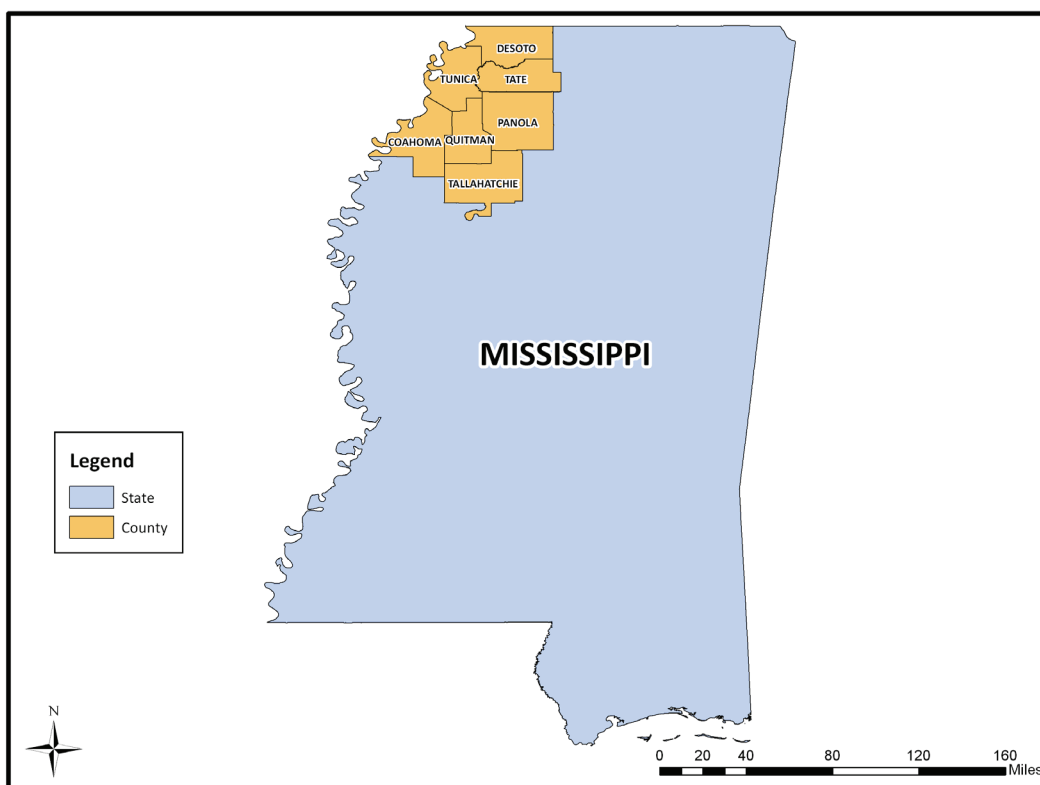 DESOTO
TUNICA
TATE
PANOLA
COAHOMA
QUITMAN
TALLAHATCHIE
MISSISSIPPI
Legend
State
County
N
0 20 40 80 120 160
Miles